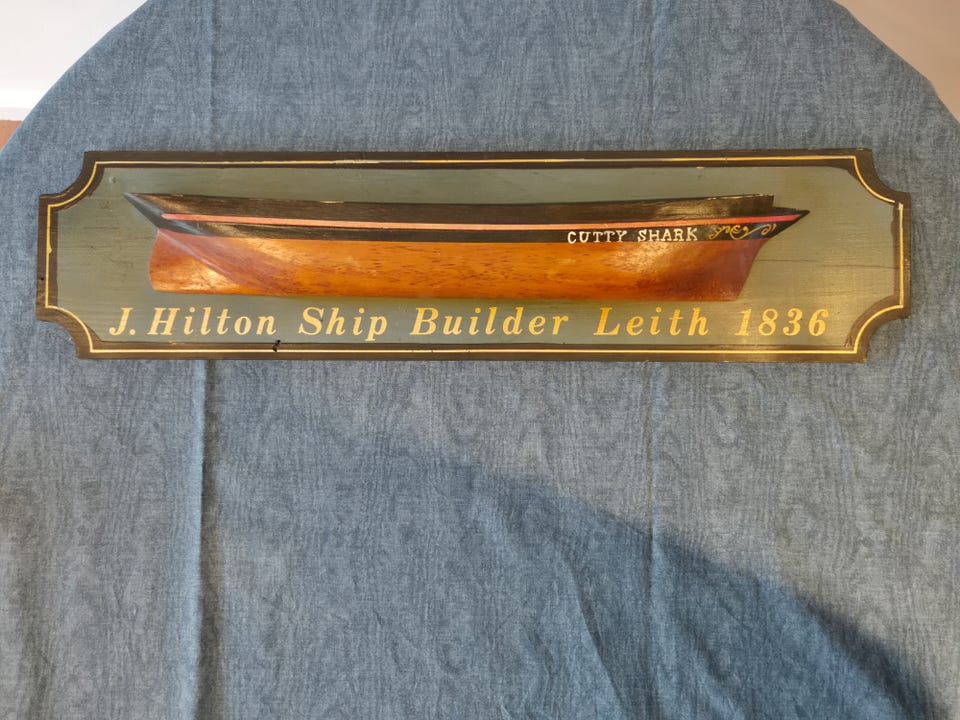 CUTTY SHARK
J. Hilton Ship Builder Leith 1836